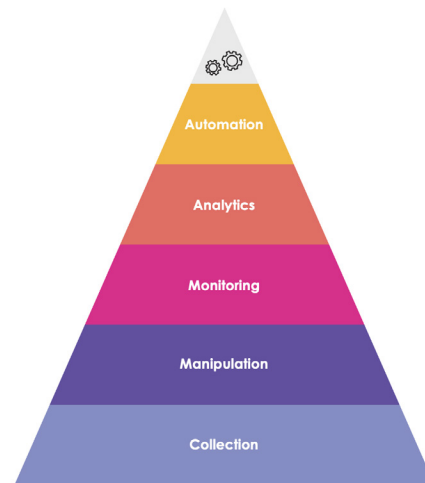 Automation
Analytics
Monitoring
Manipulation
Collection